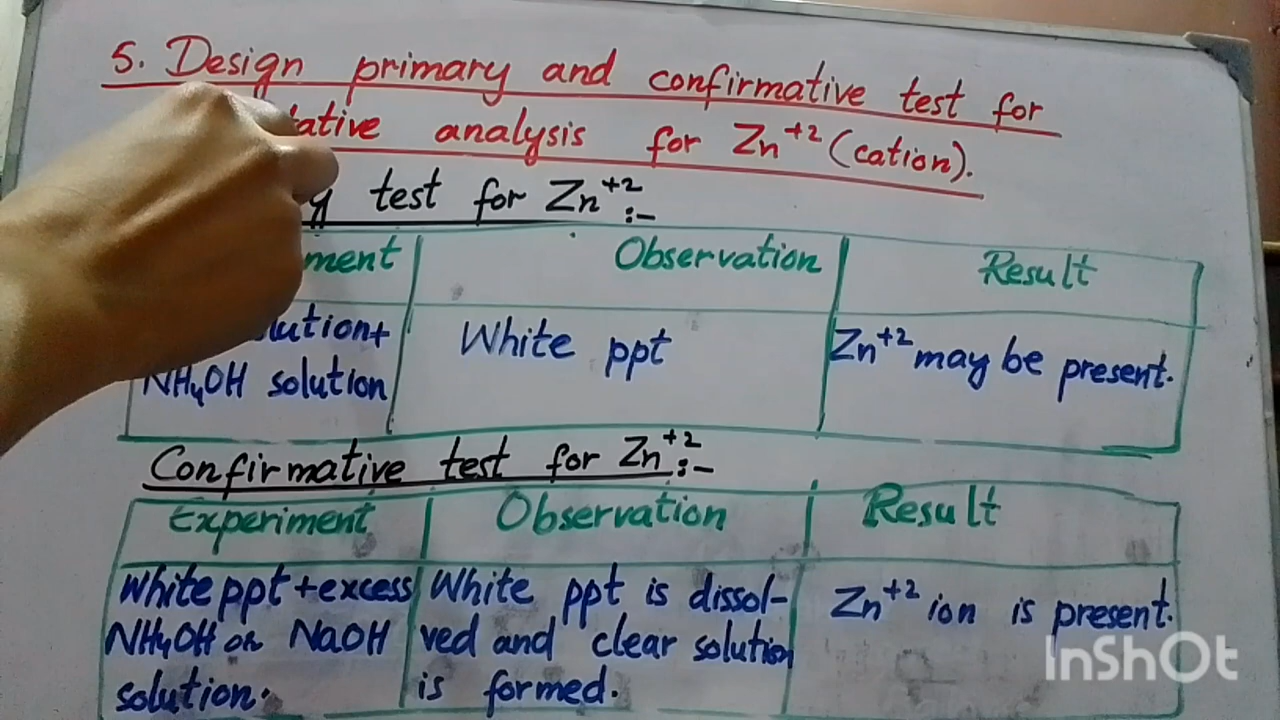 5. Design primary and confirmative test for
tative analysis for Zn+2 (cation).
y test for Zn+2 :-
ment Observation Result
lution+ White ppt Zn+2 may be present.
NH4OH solution
Confirmative test for Zn+2 :-
Experiment Observation Result
White ppt + excess White ppt is dissol- Zn+2 ion is present.
NH4OH or NaOH ved and clear solution
solution. is formed.
InShOt